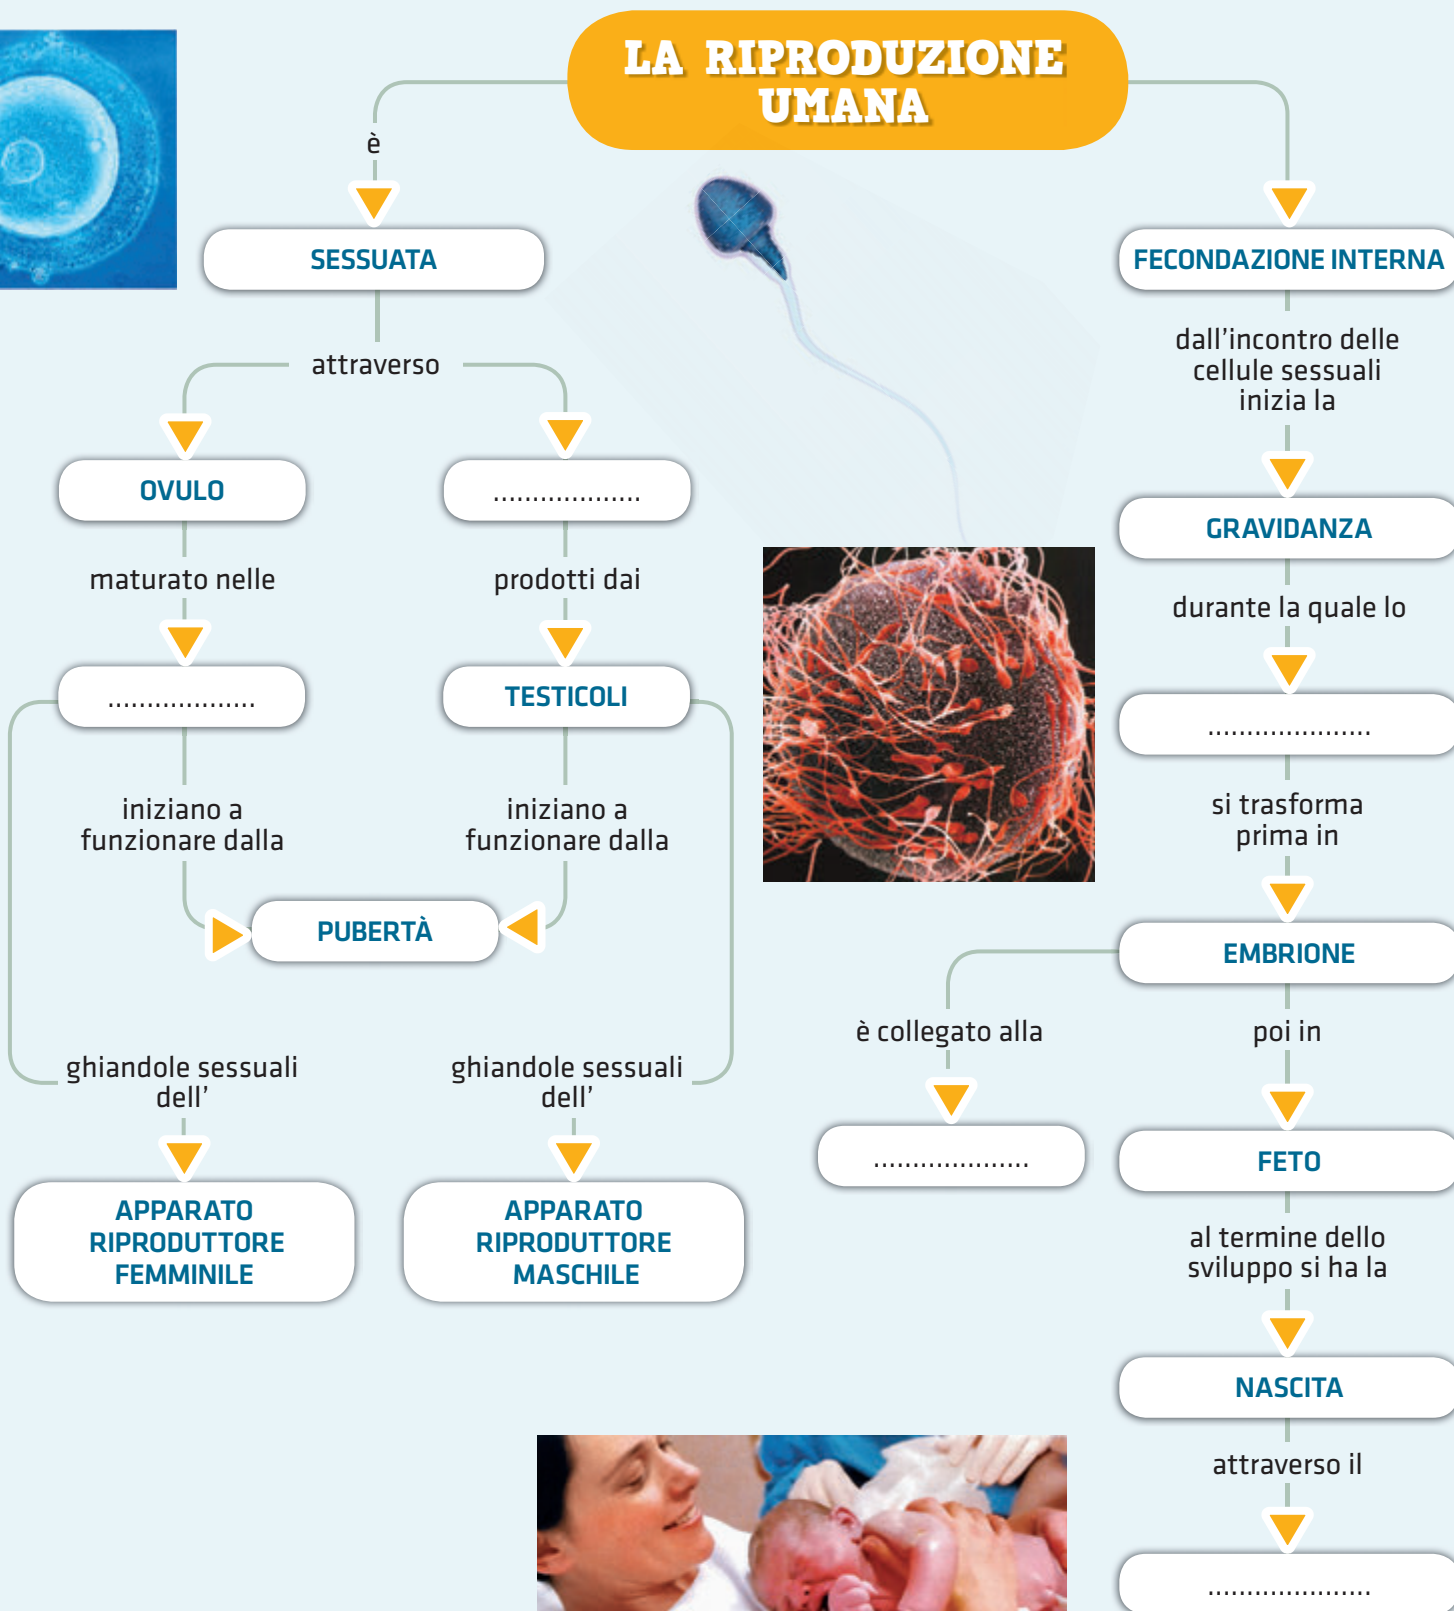 LA RIPRODUZIONE
UMANA
è
SESSUATA
attraverso
OVULO
...................
maturato nelle
prodotti dai
...................
TESTICOLI
iniziano a
funzionare dalla
iniziano a
funzionare dalla
PUBERTÀ
ghiandole sessuali
dell'
ghiandole sessuali
dell'
APPARATO
RIPRODUTTORE
FEMMINILE
APPARATO
RIPRODUTTORE
MASCHILE
FECONDAZIONE INTERNA
dall'incontro delle
cellule sessuali
inizia la
GRAVIDANZA
durante la quale lo
.....................
si trasforma
prima in
EMBRIONE
è collegato alla
....................
poi in
FETO
al termine dello
sviluppo si ha la
NASCITA
attraverso il
.....................